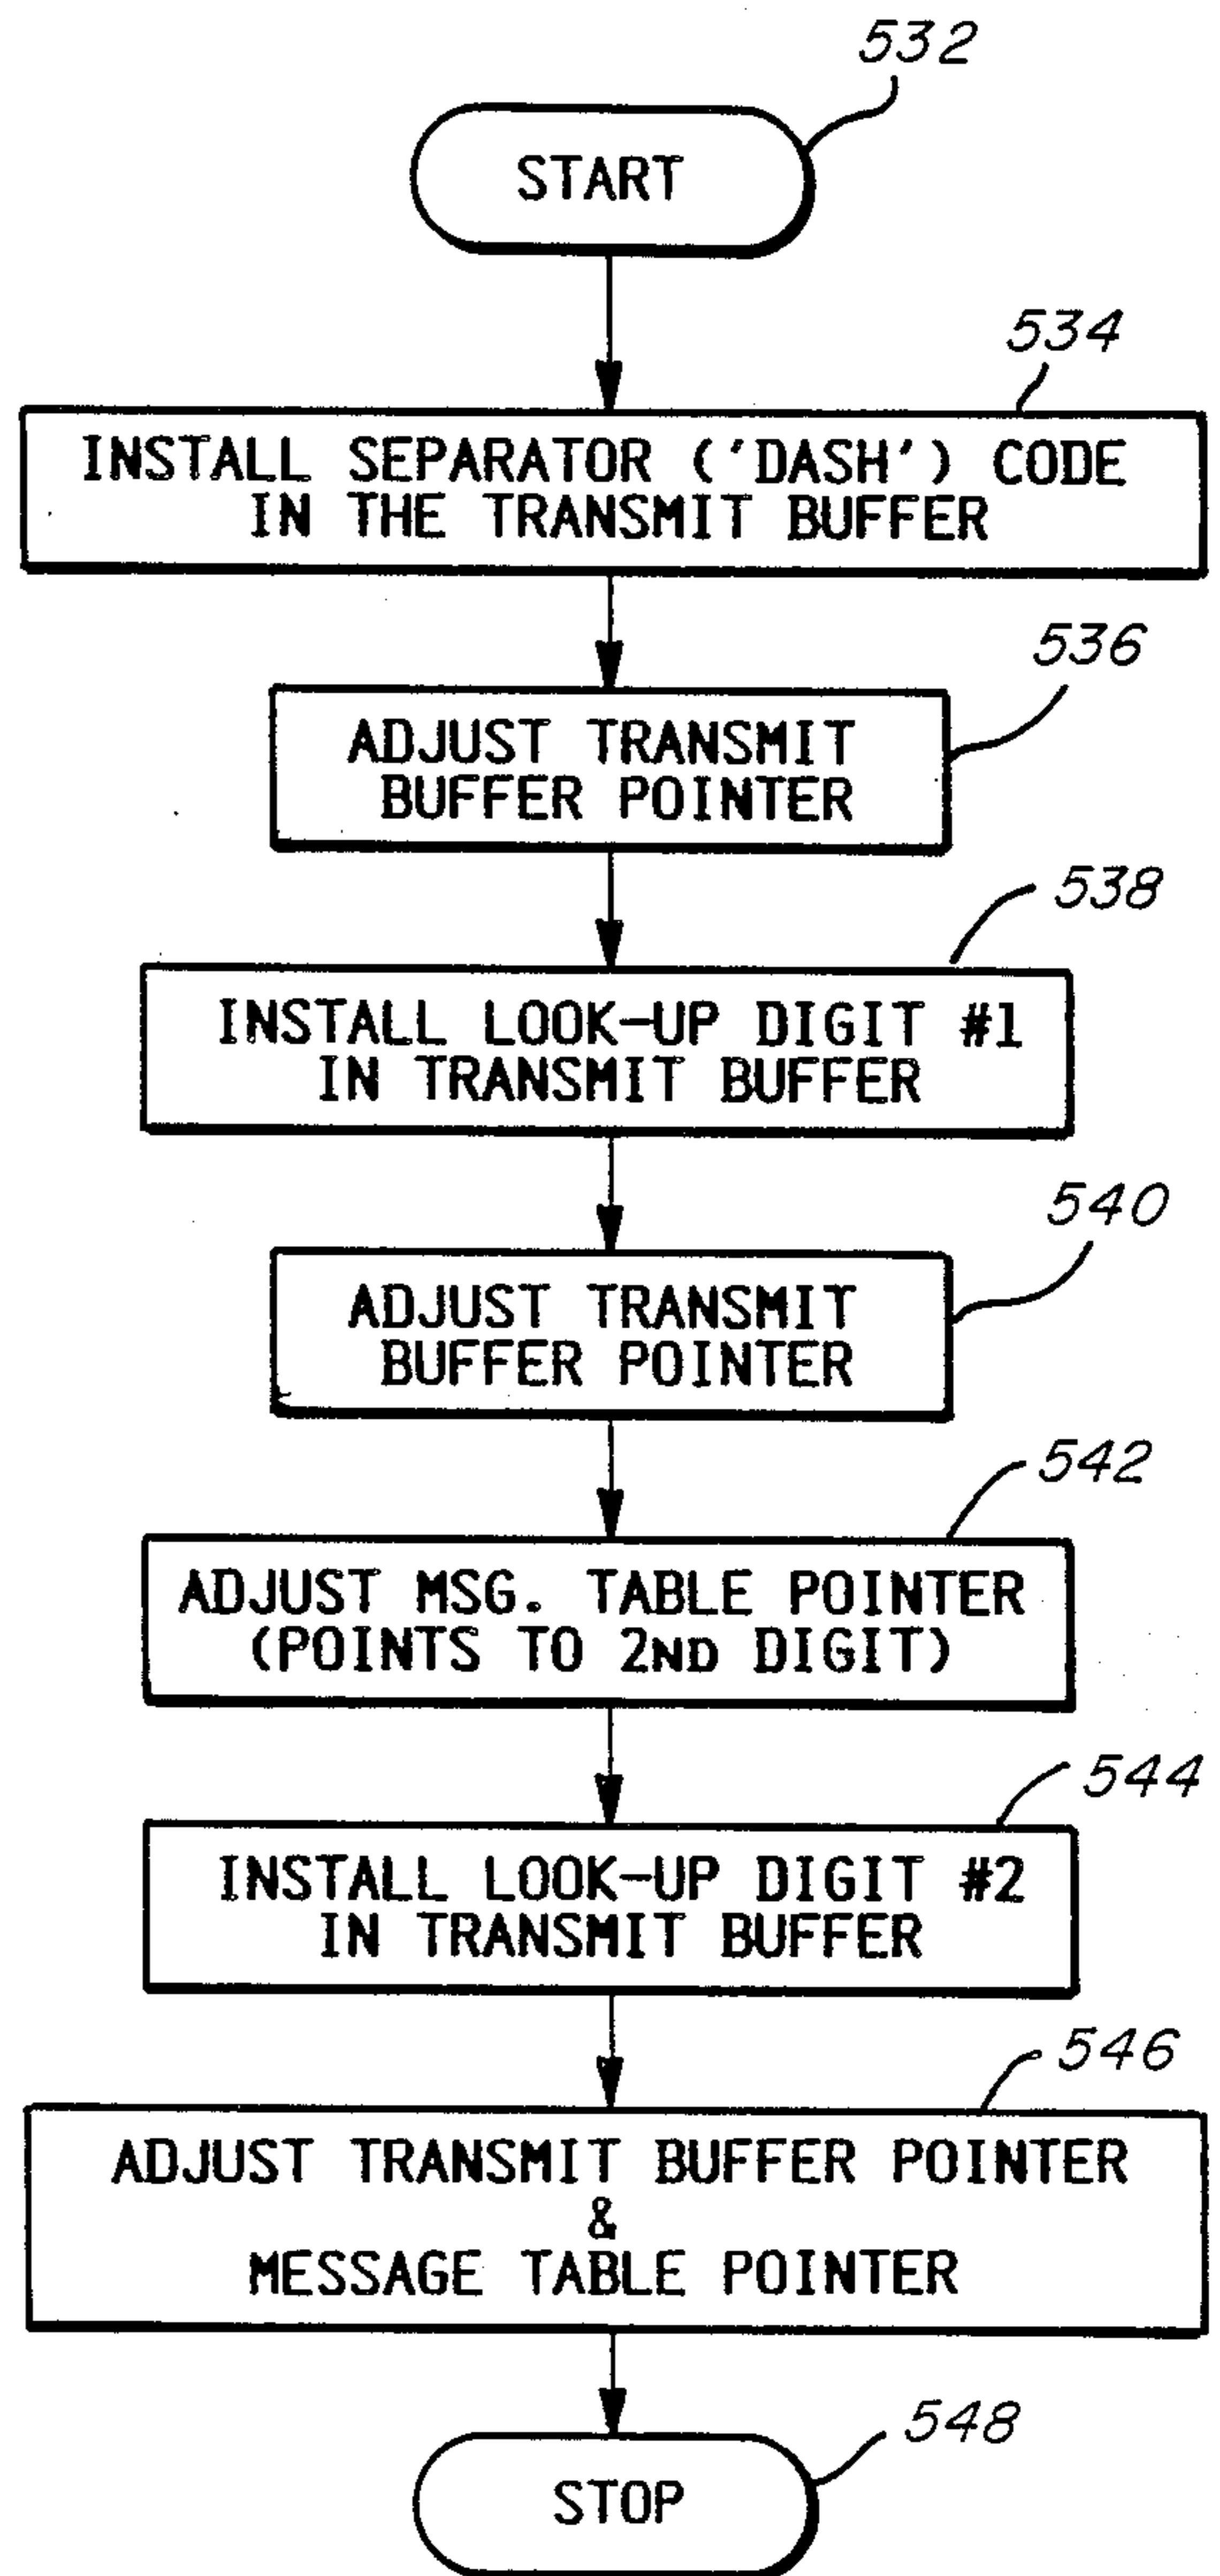 532
START
534
INSTALL SEPARATOR ('DASH') CODE
IN THE TRANSMIT BUFFER
536
ADJUST TRANSMIT
BUFFER POINTER
538
INSTALL LOOK-UP DIGIT #1
IN TRANSMIT BUFFER
540
ADJUST TRANSMIT
BUFFER POINTER
542
ADJUST MSG. TABLE POINTER
(POINTS TO 2ND DIGIT)
544
INSTALL LOOK-UP DIGIT #2
IN TRANSMIT BUFFER
546
ADJUST TRANSMIT BUFFER POINTER
&
MESSAGE TABLE POINTER
548
STOP